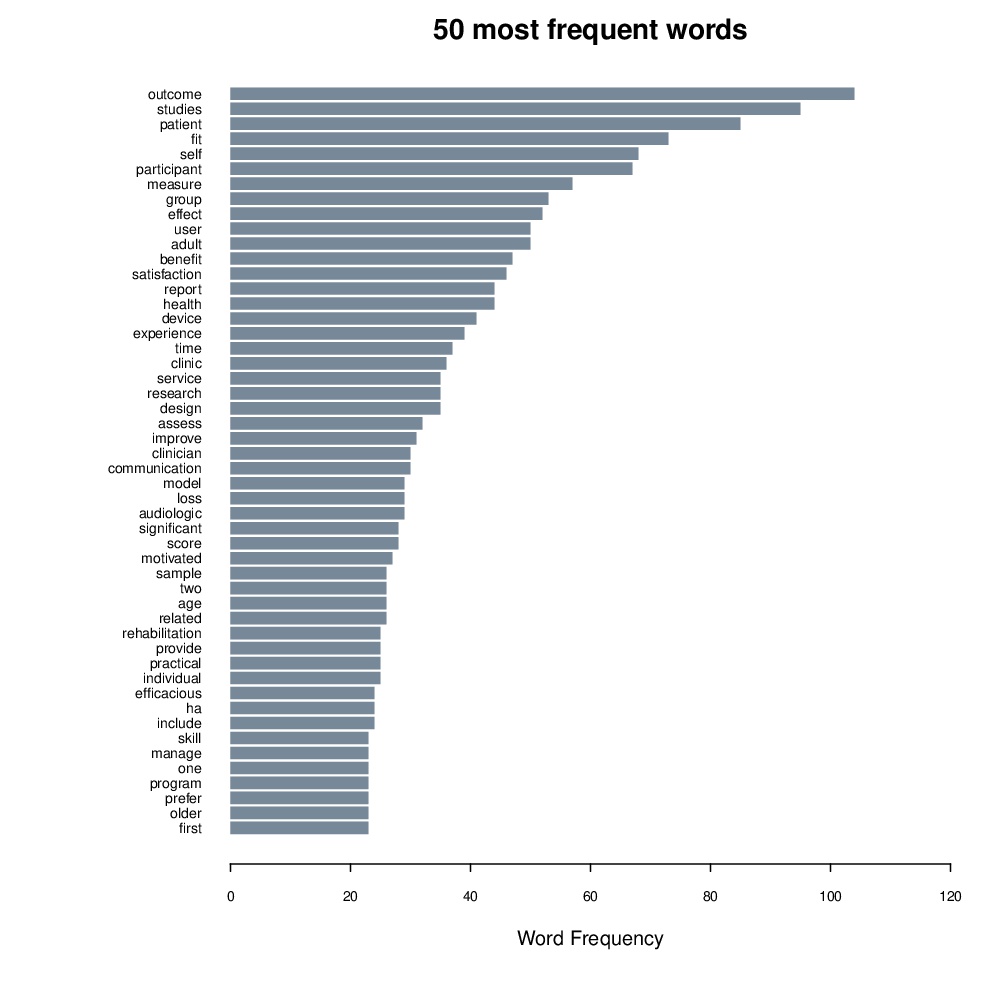 50 most frequent words
outcome
studies
patient
fit
self
participant
measure
group
effect
user
adult
benefit
satisfaction
report
health
device
experience
time
clinic
service
research
design
assess
improve
clinician
communication
model
loss
audiologic
significant
score
motivated
sample
two
age
related
rehabilitation
provide
practical
individual
efficacious
ha
include
skill
manage
one
program
prefer
older
first
0 20 40 60 80 100 120
Word Frequency